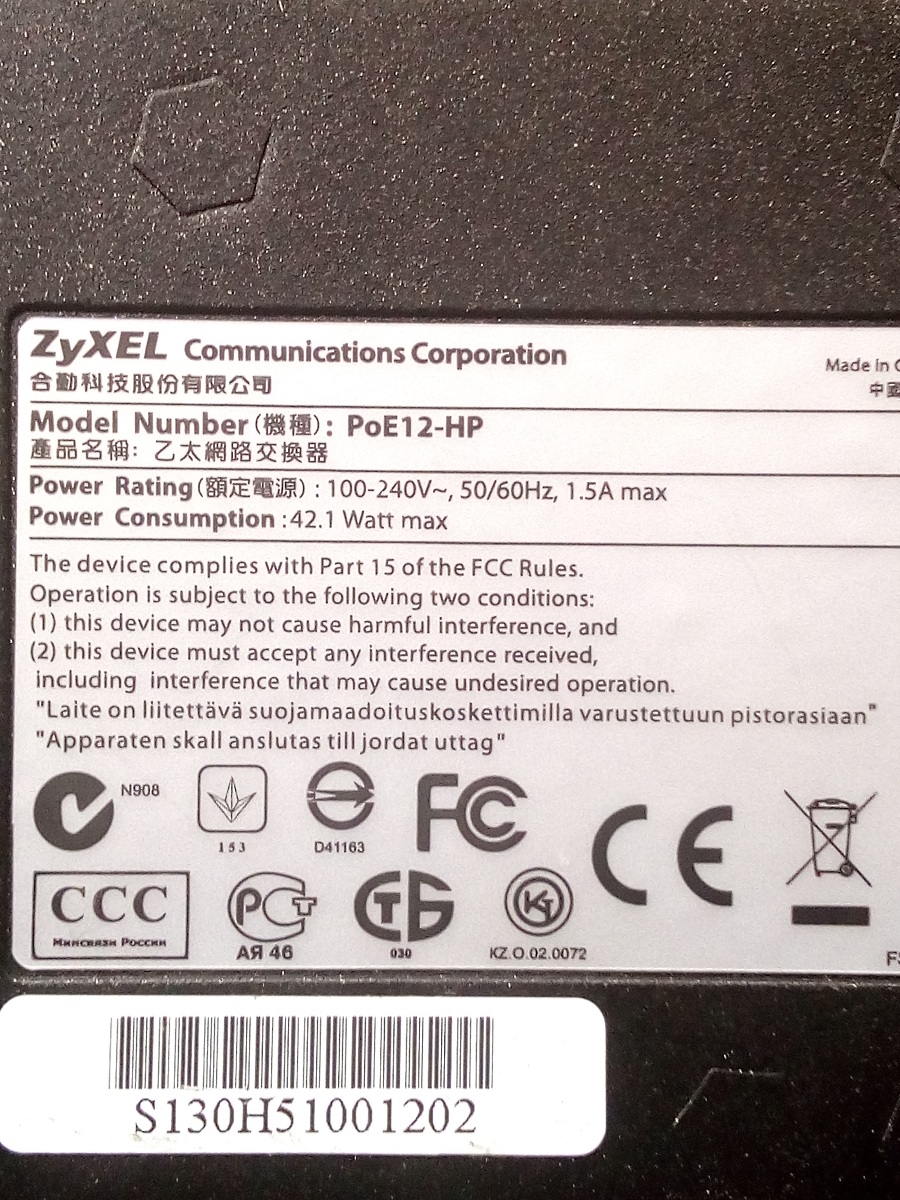 ZyXEL Communications Corporation
合勤科技股份有限公司
Made in C
中國
Model Number (機種): PoE12-HP
產品名稱: 乙太網路交換器
Power Rating (額定電源) : 100-240V~, 50/60Hz, 1.5A max
Power Consumption : 42.1 Watt max
The device complies with Part 15 of the FCC Rules.
Operation is subject to the following two conditions:
(1) this device may not cause harmful interference, and
(2) this device must accept any interference received,
including interference that may cause undesired operation.
"Laite on liitettävä suojamaadoituskoskettimilla varustettuun pistorasiaan"
"Apparaten skall anslutas till jordat uttag"
N908
153
D41163
FC
CE
CCC
Минсвязи России
РСТ
АЯ 46
СТБ
030
КТ
KZ.O.02.0072
FS
S130H51001202